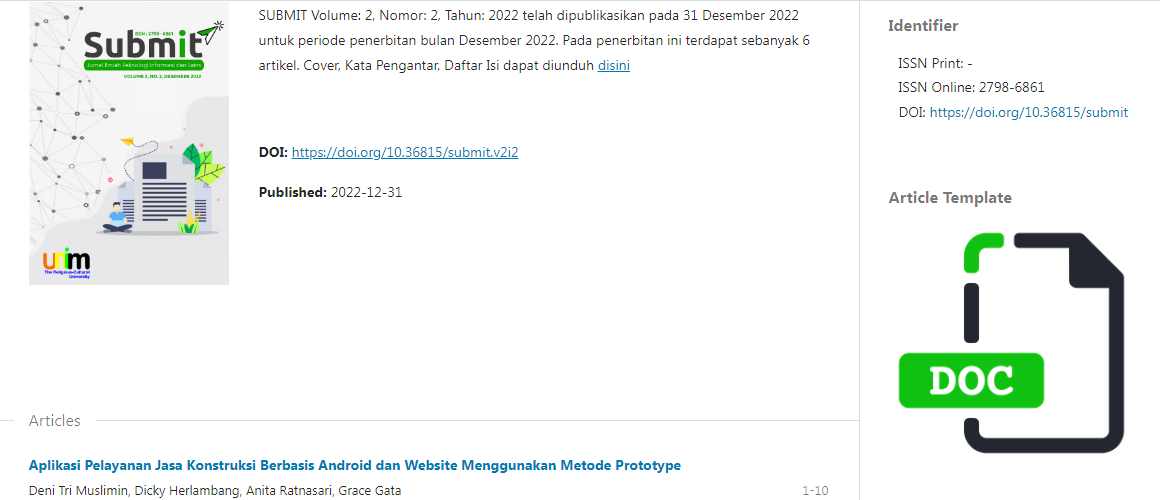 ISSN : 2798 - 6861
Submit
Jurnal Ilmiah Teknologi Informasi dan Sains
VOLUME 2, NO. 2, DESEMBER 2022
unim
The Religious-Cultural
University
SUBMIT Volume: 2, Nomor: 2, Tahun: 2022 telah dipublikasikan pada 31 Desember 2022
untuk periode penerbitan bulan Desember 2022. Pada penerbitan ini terdapat sebanyak 6
artikel. Cover, Kata Pengantar, Daftar Isi dapat diunduh disini
DOI: https://doi.org/10.36815/submit.v2i2
Published: 2022-12-31
Articles
Aplikasi Pelayanan Jasa Konstruksi Berbasis Android dan Website Menggunakan Metode Prototype
Deni Tri Muslimin, Dicky Herlambang, Anita Ratnasari, Grace Gata
1-10
Identifier
ISSN Print: -
ISSN Online: 2798-6861
DOI: https://doi.org/10.36815/submit
Article Template
DOC